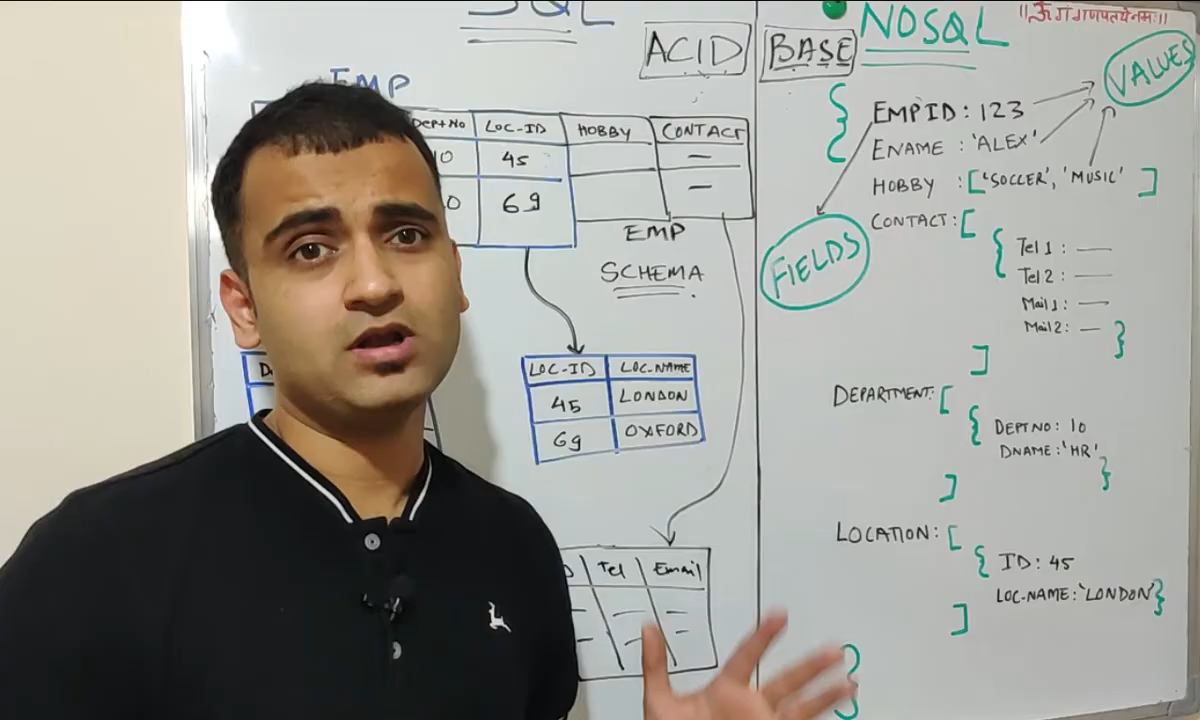 SQL
ACID
BASE
NOSQL
॥ॐ गं गणपतये नमः॥
EMP
DEPTNO LOC-ID HOBBY CONTACT
10 45 —
0 69 —
EMP
SCHEMA
LOC-ID LOC-NAME
45 LONDON
69 OXFORD
D Tel Email
VALUES
FIELDS
{ EMPID: 123
ENAME : 'ALEX'
HOBBY : ['SOCCER', 'MUSIC' ]
CONTACT: [
{ Tel 1 : —
Tel 2 : —
Mail 1 : —
Mail 2 : — }
]
DEPARTMENT: [
{ DEPTNO: 10
DNAME: 'HR'
}
]
LOCATION: [
{ ID: 45
LOC-NAME: 'LONDON' }
]
}